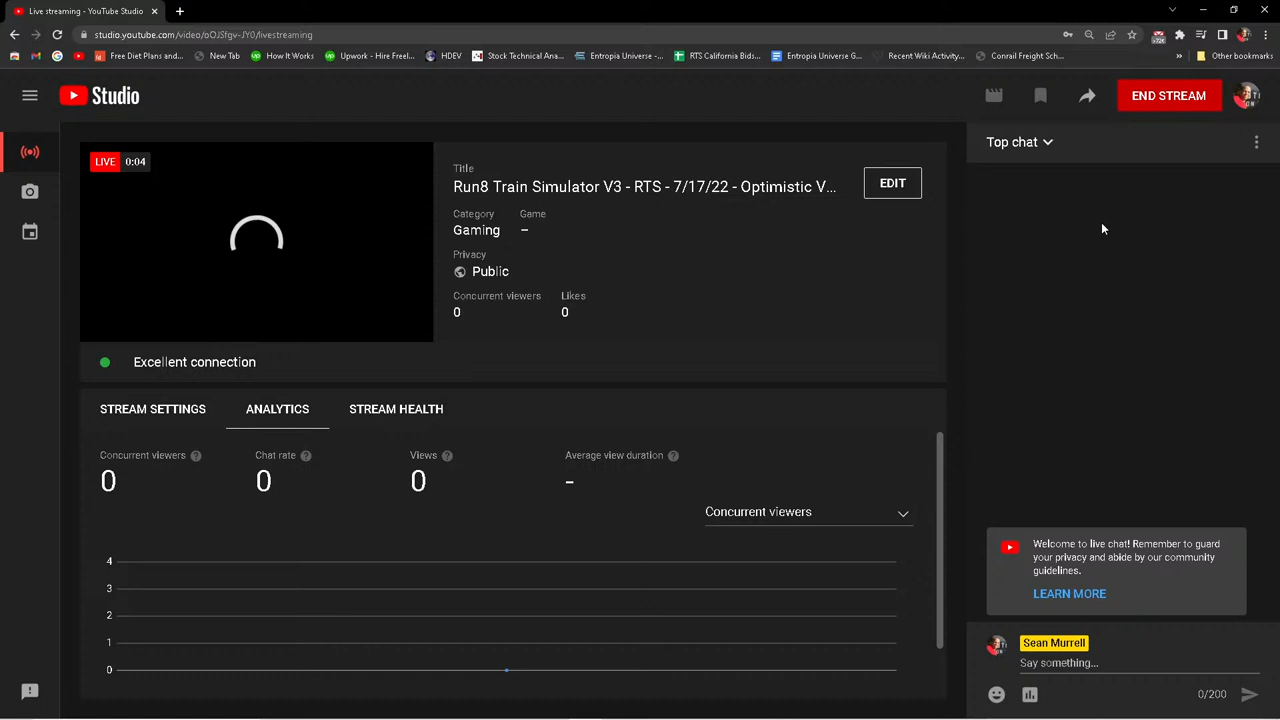 Live streaming - YouTube Studio
studio.youtube.com/video/oOJSfgv-JY0/livestreaming
Free Diet Plans and...
New Tab
How It Works
Upwork - Hire Freel...
HDEV
Stock Technical Ana...
Entropia Universe -...
RTS California Bids...
Entropia Universe G...
Recent Wiki Activity...
Conrail Freight Sch...
»
Other bookmarks
Studio
END STREAM
LIVE 0:04
Title
Run8 Train Simulator V3 - RTS - 7/17/22 - Optimistic V...
EDIT
Category Game
Gaming –
Privacy
Public
Concurrent viewers Likes
0 0
Excellent connection
Top chat
STREAM SETTINGS ANALYTICS STREAM HEALTH
Concurrent viewers Chat rate Views Average view duration
0 0 0 -
Concurrent viewers
4
3
2
1
0
Welcome to live chat! Remember to guard
your privacy and abide by our community
guidelines.
LEARN MORE
Sean Murrell
Say something...
0/200